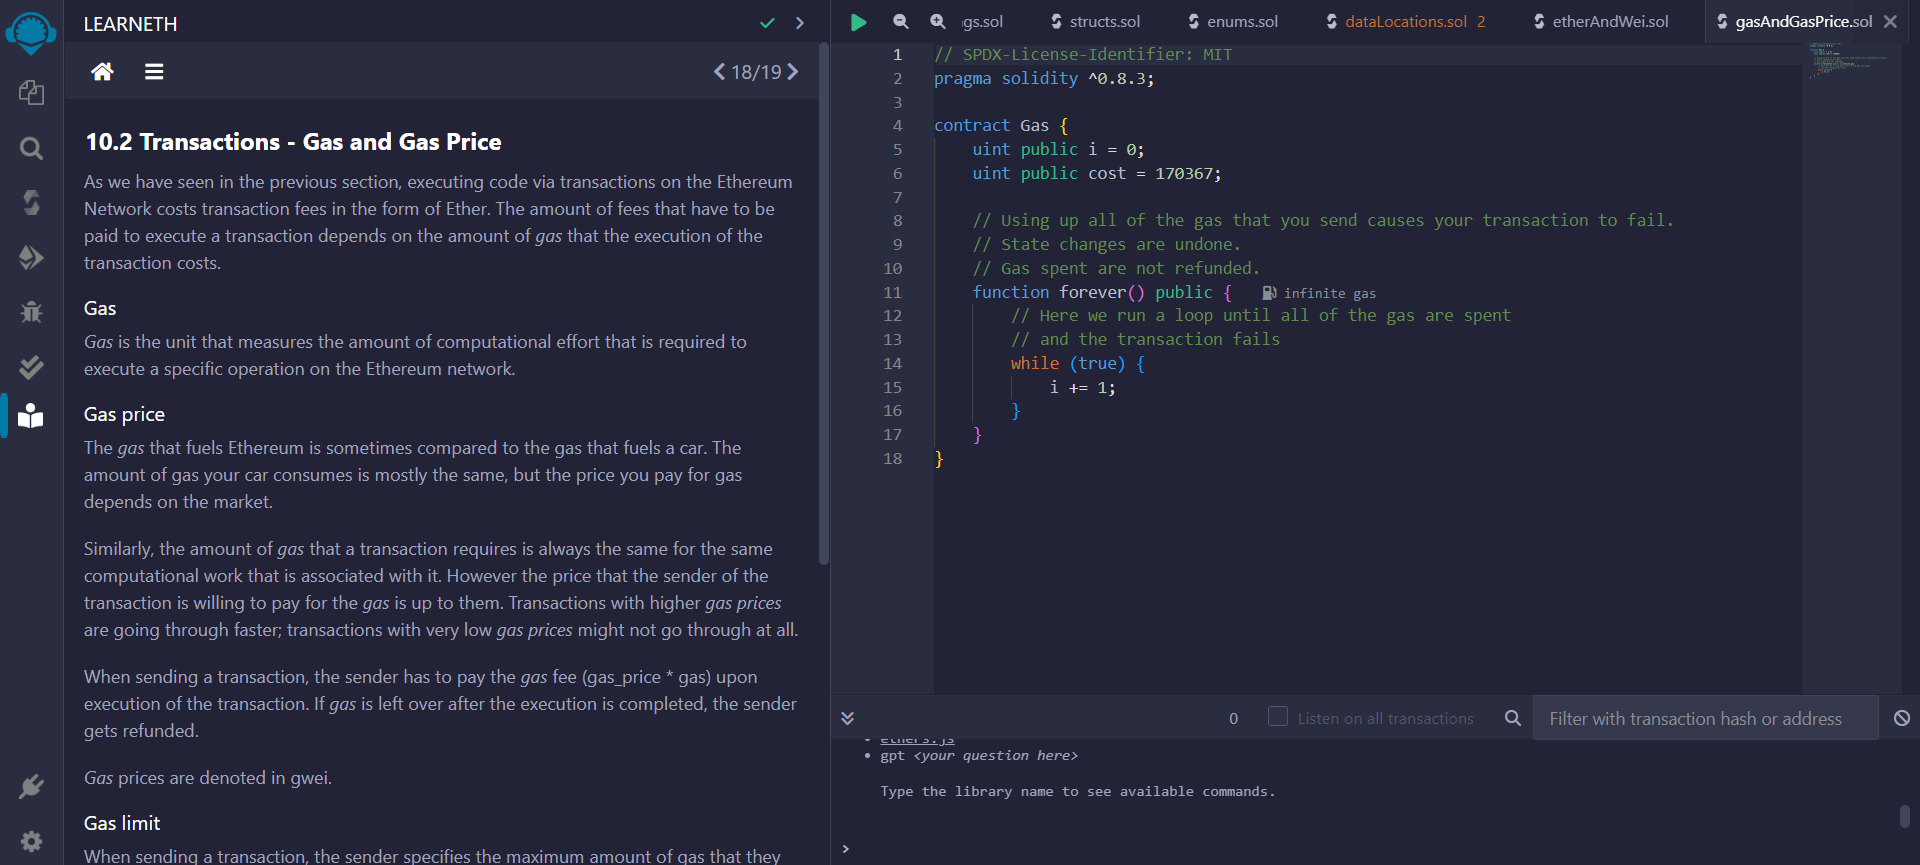 LEARNETH
18/19
10.2 Transactions - Gas and Gas Price
As we have seen in the previous section, executing code via transactions on the Ethereum
Network costs transaction fees in the form of Ether. The amount of fees that have to be
paid to execute a transaction depends on the amount of gas that the execution of the
transaction costs.
Gas
Gas is the unit that measures the amount of computational effort that is required to
execute a specific operation on the Ethereum network.
Gas price
The gas that fuels Ethereum is sometimes compared to the gas that fuels a car. The
amount of gas your car consumes is mostly the same, but the price you pay for gas
depends on the market.
Similarly, the amount of gas that a transaction requires is always the same for the same
computational work that is associated with it. However the price that the sender of the
transaction is willing to pay for the gas is up to them. Transactions with higher gas prices
are going through faster; transactions with very low gas prices might not go through at all.
When sending a transaction, the sender has to pay the gas fee (gas_price * gas) upon
execution of the transaction. If gas is left over after the execution is completed, the sender
gets refunded.
Gas prices are denoted in gwei.
Gas limit
When sending a transaction, the sender specifies the maximum amount of gas that they
gs.sol structs.sol enums.sol dataLocations.sol 2 etherAndWei.sol gasAndGasPrice.sol
1 // SPDX-License-Identifier: MIT
2 pragma solidity ^0.8.3;
3
4 contract Gas {
5 uint public i = 0;
6 uint public cost = 170367;
7
8 // Using up all of the gas that you send causes your transaction to fail.
9 // State changes are undone.
10 // Gas spent are not refunded.
11 function forever() public { infinite gas
12 // Here we run a loop until all of the gas are spent
13 // and the transaction fails
14 while (true) {
15 i += 1;
16 }
17 }
18 }
0 Listen on all transactions Filter with transaction hash or address
• ethers.js
• gpt <your question here>
Type the library name to see available commands.
>